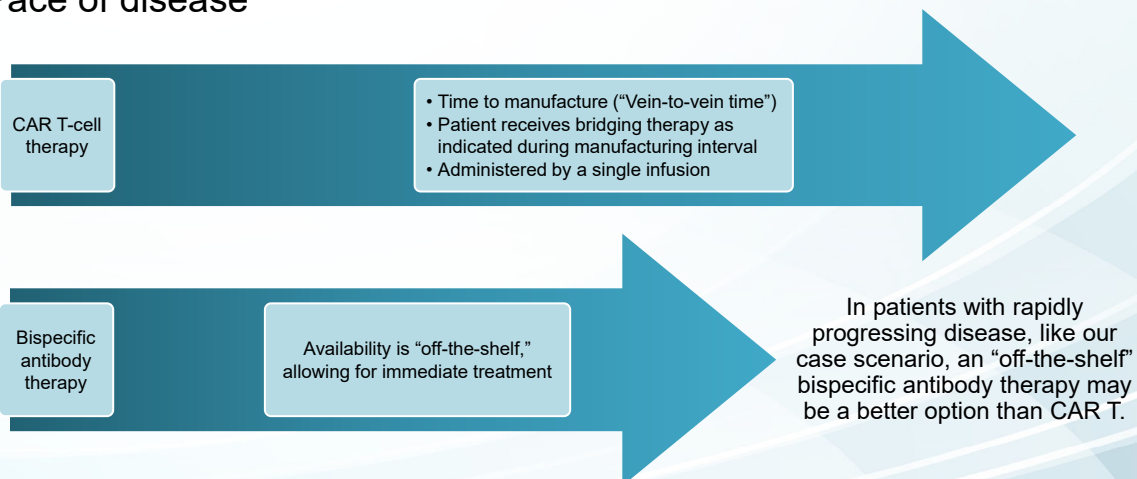 Pace of disease
CAR T-cell
therapy
• Time to manufacture (“Vein-to-vein time”)
• Patient receives bridging therapy as
indicated during manufacturing interval
• Administered by a single infusion
Bispecific
antibody
therapy
Availability is “off-the-shelf,”
allowing for immediate treatment
In patients with rapidly
progressing disease, like our
case scenario, an “off-the-shelf”
bispecific antibody therapy may
be a better option than CAR T.